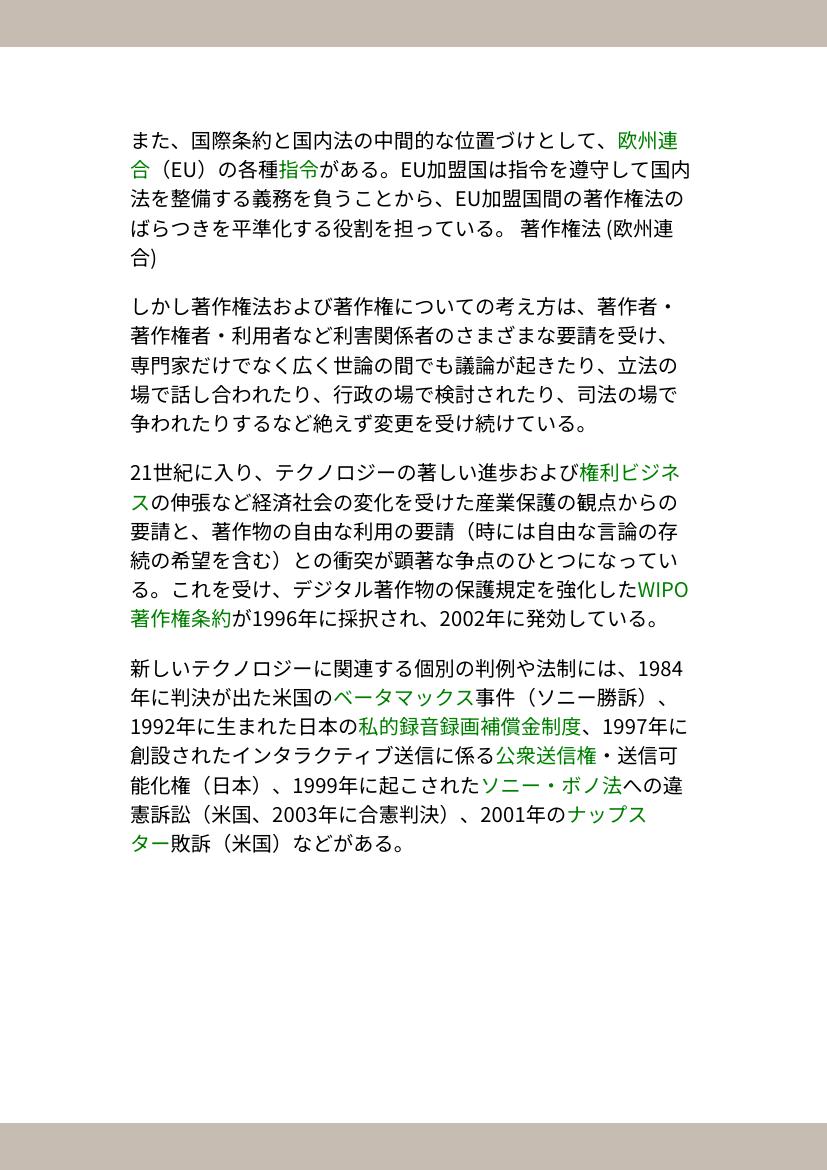 また、国際条約と国内法の中間的な位置づけとして、欧州連
合（EU）の各種指令がある。EU加盟国は指令を遵守して国内
法を整備する義務を負うことから、EU加盟国間の著作権法の
ばらつきを平準化する役割を担っている。 著作権法 (欧州連
合)
しかし著作権法および著作権についての考え方は、著作者・
著作権者・利用者など利害関係者のさまざまな要請を受け、
専門家だけでなく広く世論の間でも議論が起きたり、立法の
場で話し合われたり、行政の場で検討されたり、司法の場で
争われたりするなど絶えず変更を受け続けている。
21世紀に入り、テクノロジーの著しい進歩および権利ビジネ
スの伸張など経済社会の変化を受けた産業保護の観点からの
要請と、著作物の自由な利用の要請（時には自由な言論の存
続の希望を含む）との衝突が顕著な争点のひとつになってい
る。これを受け、デジタル著作物の保護規定を強化したWIPO
著作権条約が1996年に採択され、2002年に発効している。
新しいテクノロジーに関連する個別の判例や法制には、1984
年に判決が出た米国のベータマックス事件（ソニー勝訴）、
1992年に生まれた日本の私的録音録画補償金制度、1997年に
創設されたインタラクティブ送信に係る公衆送信権・送信可
能化権（日本）、1999年に起こされたソニー・ボノ法への違
憲訴訟（米国、2003年に合憲判決）、2001年のナップス
ター敗訴（米国）などがある。